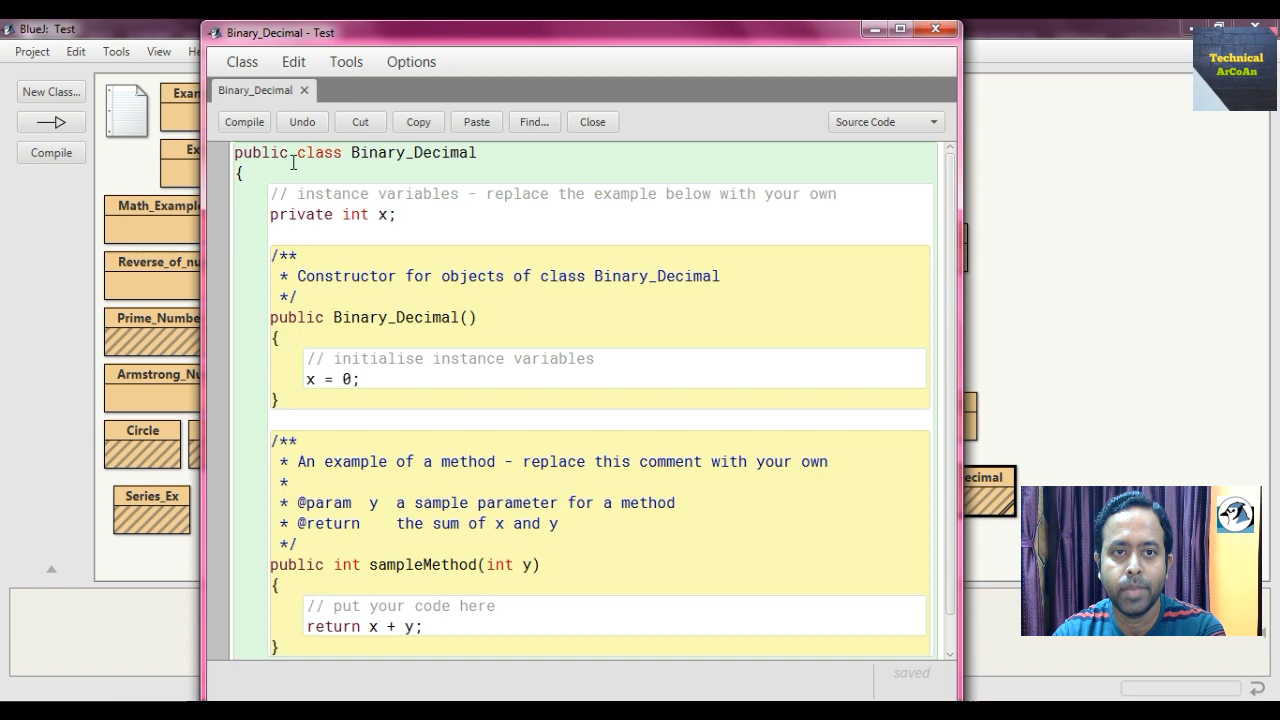 BlueJ: Test
Project Edit Tools View
New Class...
Compile
Math_Example
Circle
Series_Ex
Binary_Decimal - Test
Class Edit Tools Options
Binary_Decimal ×
Compile Undo Cut Copy Paste Find... Close Source Code
public class Binary_Decimal
{
// instance variables - replace the example below with your own
private int x;
/**
* Constructor for objects of class Binary_Decimal
*/
public Binary_Decimal()
{
// initialise instance variables
x = 0;
}
/**
* An example of a method - replace this comment with your own
*
* @param y a sample parameter for a method
* @return the sum of x and y
*/
public int sampleMethod(int y)
{
// put your code here
return x + y;
}
saved
Technical
ArCoAn